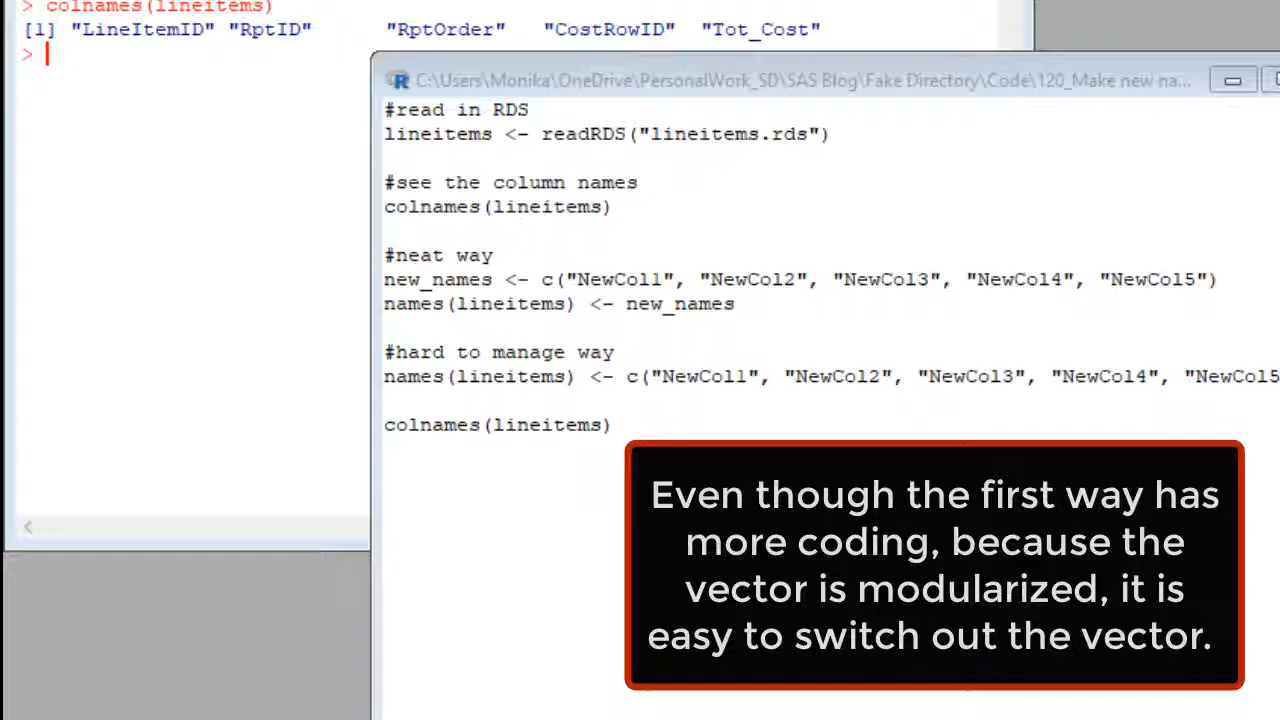 > colnames(lineitems)
[1] "LineItemID" "RptID"      "RptOrder"   "CostRowID"  "Tot_Cost"
>
C:\Users\Monika\OneDrive\PersonalWork_SD\SAS Blog\Fake Directory\Code\120_Make new na...
#read in RDS
lineitems <- readRDS("lineitems.rds")
#see the column names
colnames(lineitems)
#neat way
new_names <- c("NewCol1", "NewCol2", "NewCol3", "NewCol4", "NewCol5")
names(lineitems) <- new_names
#hard to manage way
names(lineitems) <- c("NewCol1", "NewCol2", "NewCol3", "NewCol4", "NewCol5
colnames(lineitems)
Even though the first way has
more coding, because the
vector is modularized, it is
easy to switch out the vector.